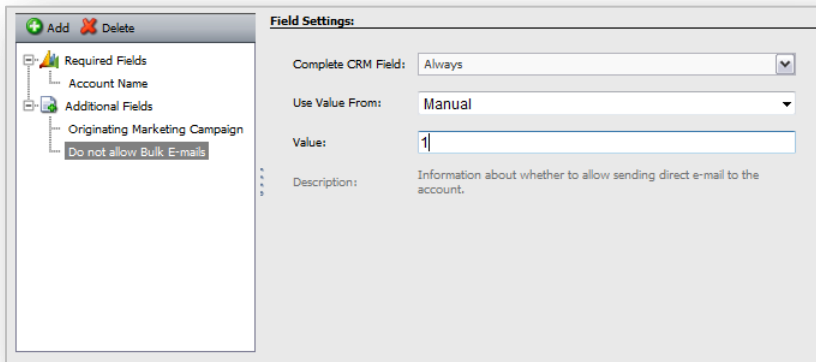 Add Delete
Required Fields
Account Name
Additional Fields
Originating Marketing Campaign
Do not allow Bulk E-mails
Field Settings:
Complete CRM Field: Always
Use Value From: Manual
Value: 1
Description: Information about whether to allow sending direct e-mail to the
account.